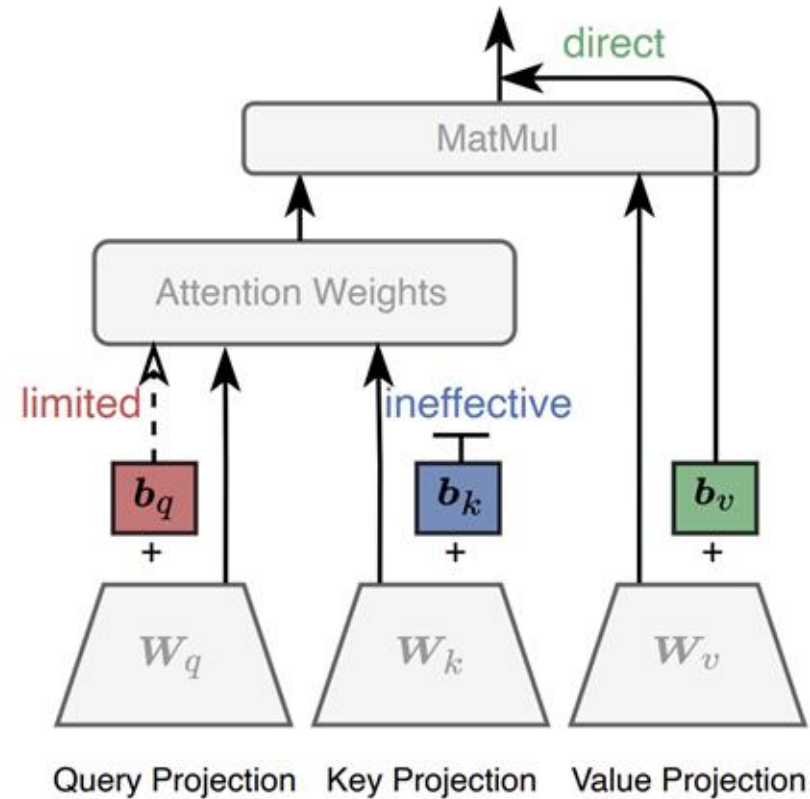 direct
MatMul
Attention Weights
limited
ineffective
b_q
b_k
b_v
+ + +
W_q
W_k
W_v
Query Projection
Key Projection
Value Projection